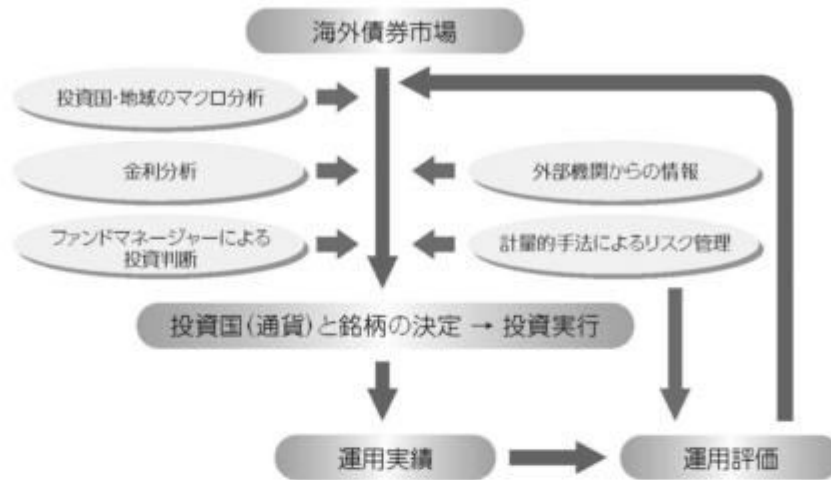 海外債券市場
投資国・地域のマクロ分析
金利分析
外部機関からの情報
ファンドマネージャーによる
投資判断
計量的手法によるリスク管理
投資国(通貨)と銘柄の決定 → 投資実行
運用実績
運用評価